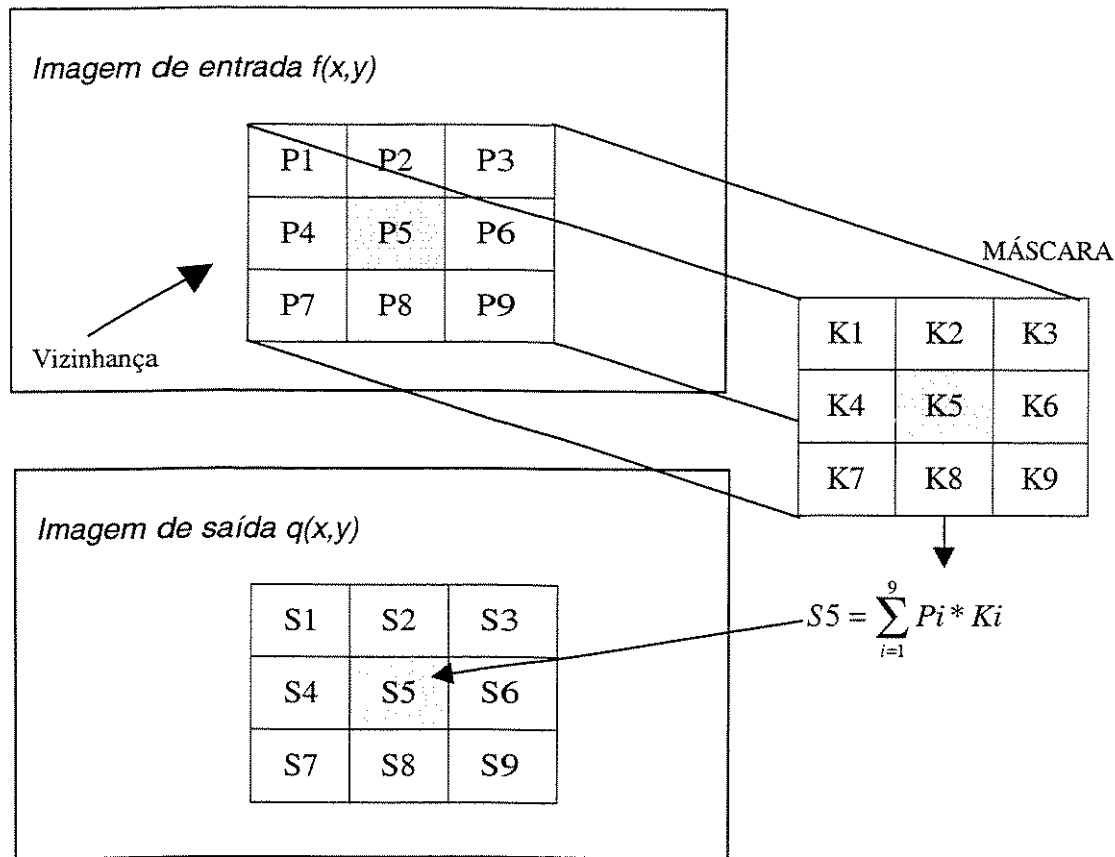 Imagem de entrada f(x,y)
P1 P2 P3
P4 P5 P6
P7 P8 P9
Vizinhança
MÁSCARA
K1 K2 K3
K4 K5 K6
K7 K8 K9
Imagem de saída q(x,y)
S1 S2 S3
S4 S5 S6
S7 S8 S9
S5 = \sum_{i=1}^{9} Pi * Ki